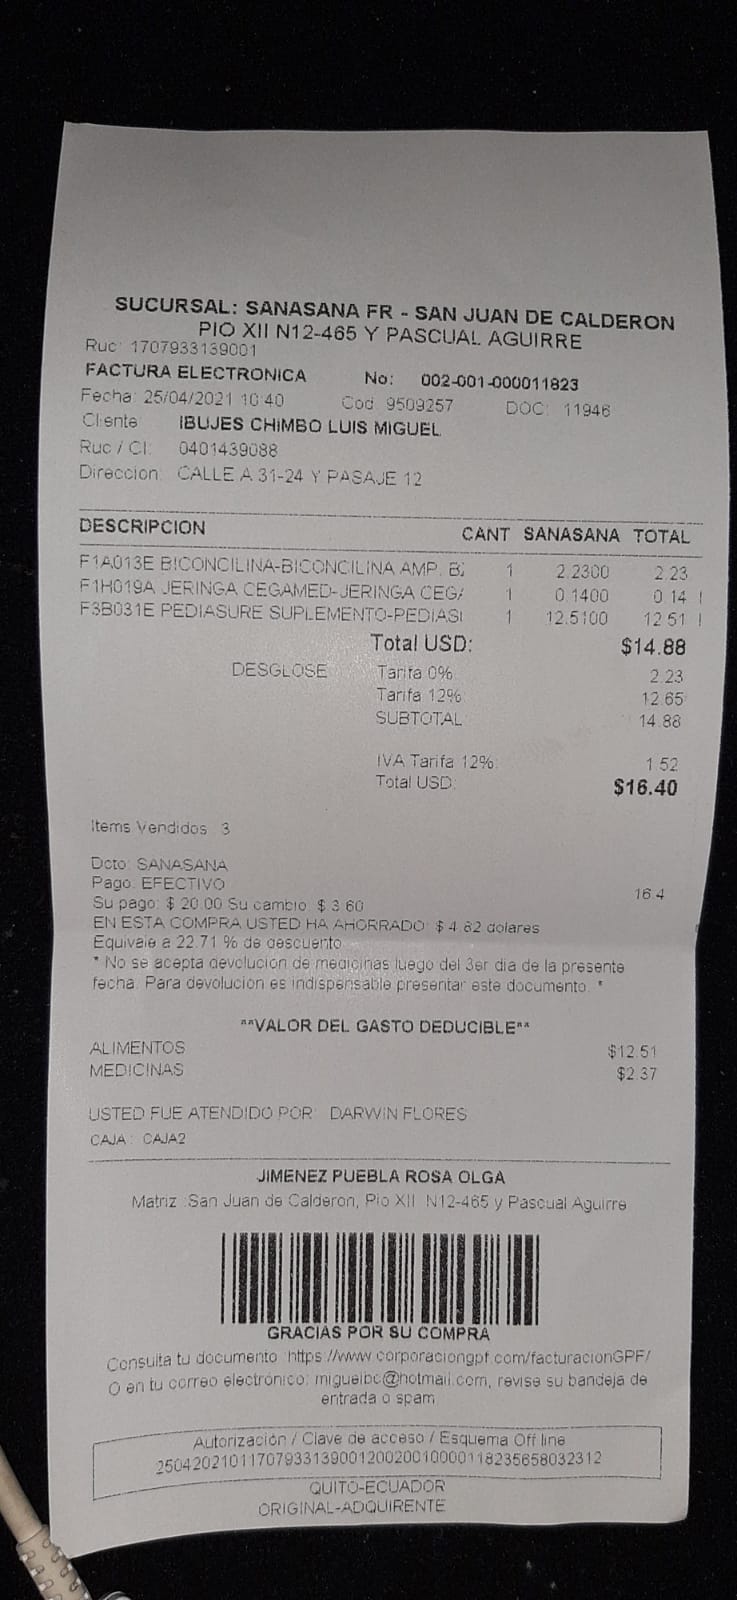 SUCURSAL: SANASANA FR - SAN JUAN DE CALDERON
PIO XII N12-465 Y PASCUAL AGUIRRE
Ruc: 1707933139001
FACTURA ELECTRONICA No: 002-001-000011823
Fecha: 25/04/2021 10:40 Cod 9509257 DOC: 11946
Cliente IBUJES CHIMBO LUIS MIGUEL
Ruc / CI: 0401439088
Direccion: CALLE A 31-24 Y PASAJE 12
DESCRIPCION CANT SANASANA TOTAL
F1A013E BICONCILINA-BICONCILINA AMP. B: 1 2.2300 2.23
F1H019A JERINGA CEGAMED-JERINGA CEG/ 1 0.1400 0.14 I
F3B031E PEDIASURE SUPLEMENTO-PEDIASI 1 12.5100 12.51 I
Total USD: $14.88
DESGLOSE Tarifa 0% 2.23
Tarifa 12% 12.65
SUBTOTAL 14.88
IVA Tarifa 12%: 1.52
Total USD: $16.40
Items Vendidos: 3
Dcto: SANASANA
Pago: EFECTIVO 16.4
Su pago: $ 20.00 Su cambio: $ 3.60
EN ESTA COMPRA USTED HA AHORRADO: $ 4.82 dolares
Equivale a 22.71 % de descuento
* No se acepta devolucion de medicinas luego del 3er dia de la presente
fecha. Para devolucion es indispensable presentar este documento. *
**VALOR DEL GASTO DEDUCIBLE**
ALIMENTOS $12.51
MEDICINAS $2.37
USTED FUE ATENDIDO POR: DARWIN FLORES
CAJA: CAJA2
JIMENEZ PUEBLA ROSA OLGA
Matriz :San Juan de Calderon, Pio XII N12-465 y Pascual Aguirre
GRACIAS POR SU COMPRA
Consulta tu documento :https://www.corporaciongpf.com/facturacionGPF/
O en tu correo electrónico: miguelbc@hotmail.com, revise su bandeja de
entrada o spam
Autorización / Clave de acceso / Esquema Off line
2504202101170793313900120020010000118235658032312
QUITO-ECUADOR
ORIGINAL-ADQUIRENTE